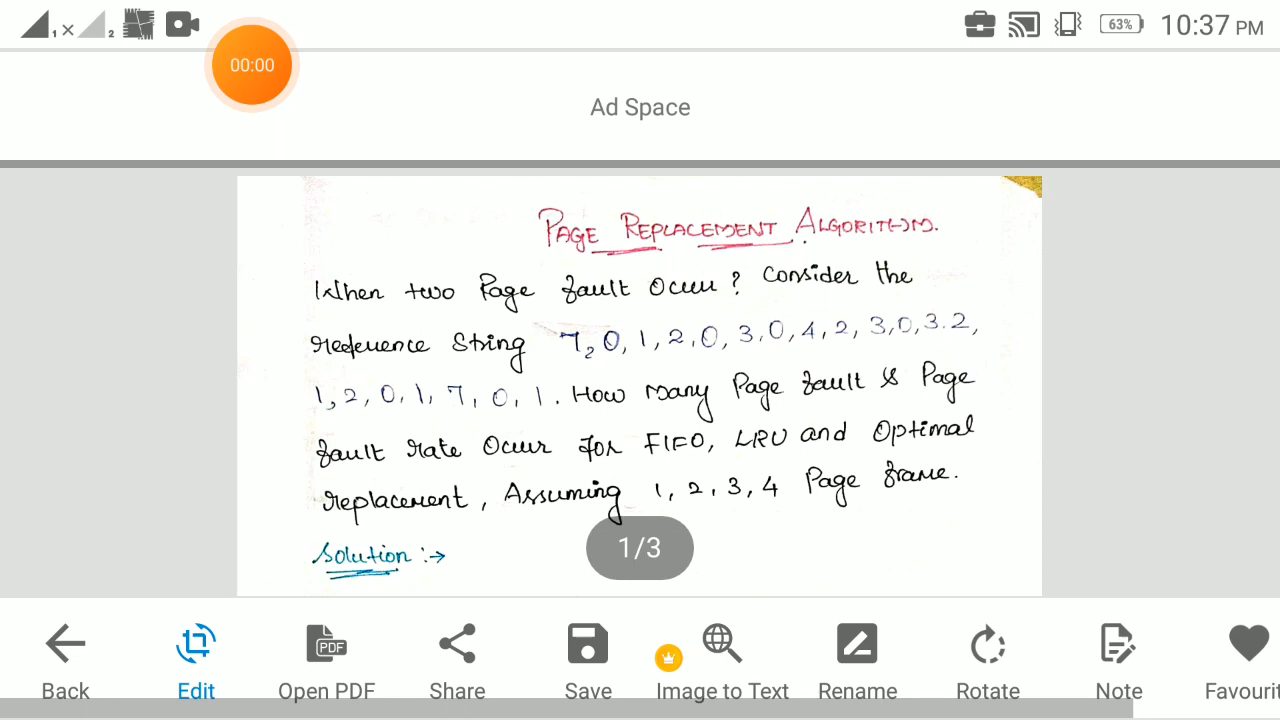 1 × 2 63% 10:37 PM
00:00
Ad Space
PAGE REPLACEMENT ALGORITHM.
When two Page fault Occur? Consider the
reference String 7, 0, 1, 2, 0, 3, 0, 4, 2, 3, 0, 3. 2,
1, 2, 0, 1, 7, 0, 1. How Many Page fault & Page
fault rate Occur for FIFO, LRU and Optimal
replacement, Assuming 1, 2, 3, 4 Page frame.
Solution :→
1/3
Back Edit Open PDF Share Save Image to Text Rename Rotate Note Favourit
PDF